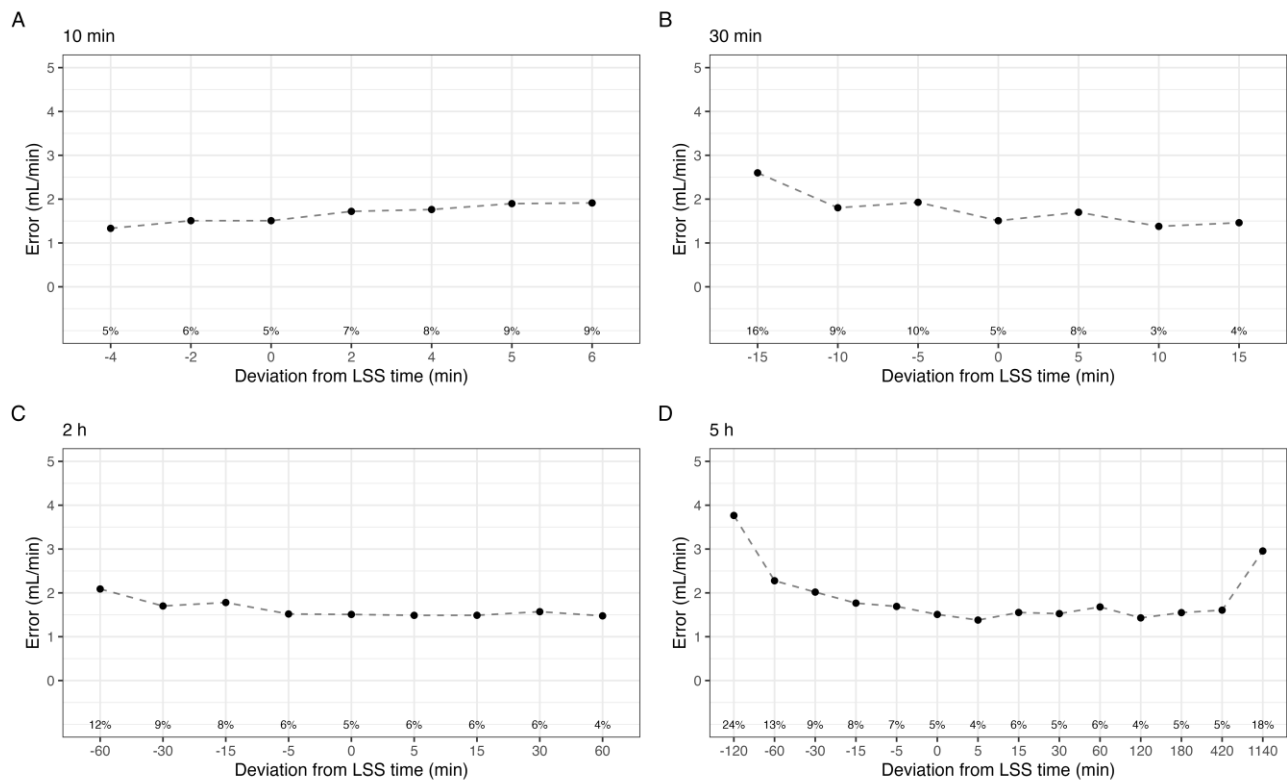 A
10 min
5
4
3
2
1
0
Error (mL/min)
5% 6% 5% 7% 8% 9% 9%
-4 -2 0 2 4 5 6
Deviation from LSS time (min)
B
30 min
5
4
3
2
1
0
Error (mL/min)
16% 9% 10% 5% 8% 3% 4%
-15 -10 -5 0 5 10 15
Deviation from LSS time (min)
C
2 h
5
4
3
2
1
0
Error (mL/min)
12% 9% 8% 6% 5% 6% 6% 6% 4%
-60 -30 -15 -5 0 5 15 30 60
Deviation from LSS time (min)
D
5 h
5
4
3
2
1
0
Error (mL/min)
24% 13% 9% 8% 7% 5% 4% 6% 5% 6% 4% 5% 5% 18%
-120 -60 -30 -15 -5 0 5 15 30 60 120 180 420 1140
Deviation from LSS time (min)